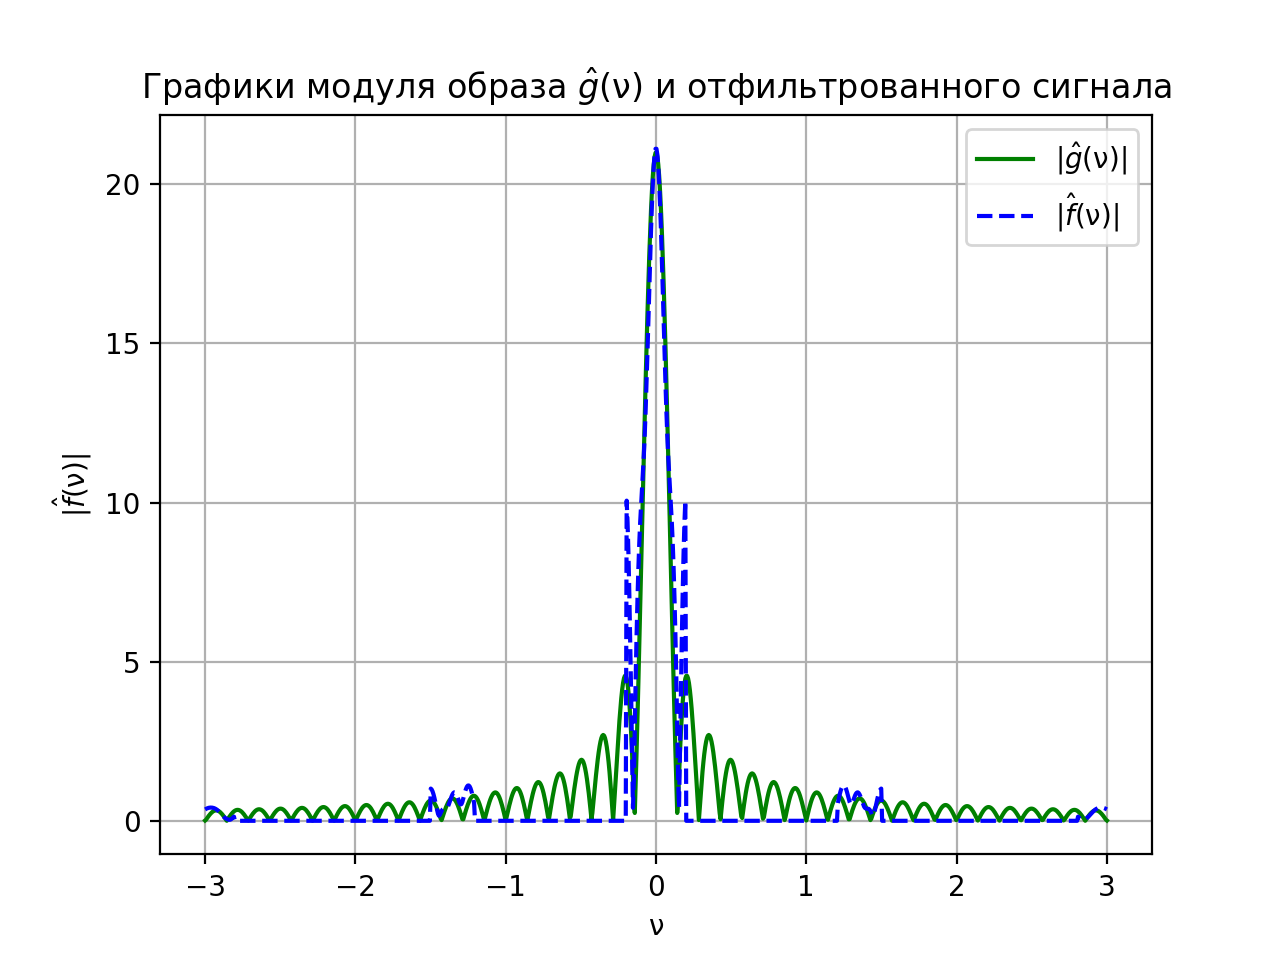 Графики модуля образа ĝ(ν) и отфильтрованного сигнала
|ĝ(ν)|
|f̂(ν)|
20
15
10
5
0
|f̂(ν)|
−3
−2
−1
0
1
2
3
ν